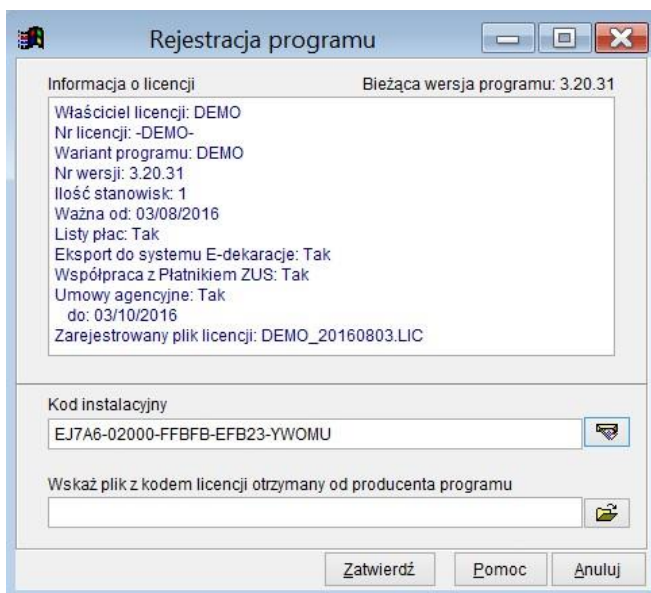 Rejestracja programu
Informacja o licencji Bieżąca wersja programu: 3.20.31
Właściciel licencji: DEMO
Nr licencji: -DEMO-
Wariant programu: DEMO
Nr wersji: 3.20.31
Ilość stanowisk: 1
Ważna od: 03/08/2016
Listy płac: Tak
Eksport do systemu E-dekaracje: Tak
Współpraca z Płatnikiem ZUS: Tak
Umowy agencyjne: Tak
do: 03/10/2016
Zarejestrowany plik licencji: DEMO_20160803.LIC
Kod instalacyjny
EJ7A6-02000-FFBFB-EFB23-YWOMU
Wskaż plik z kodem licencji otrzymany od producenta programu
Zatwierdź Pomoc Anuluj